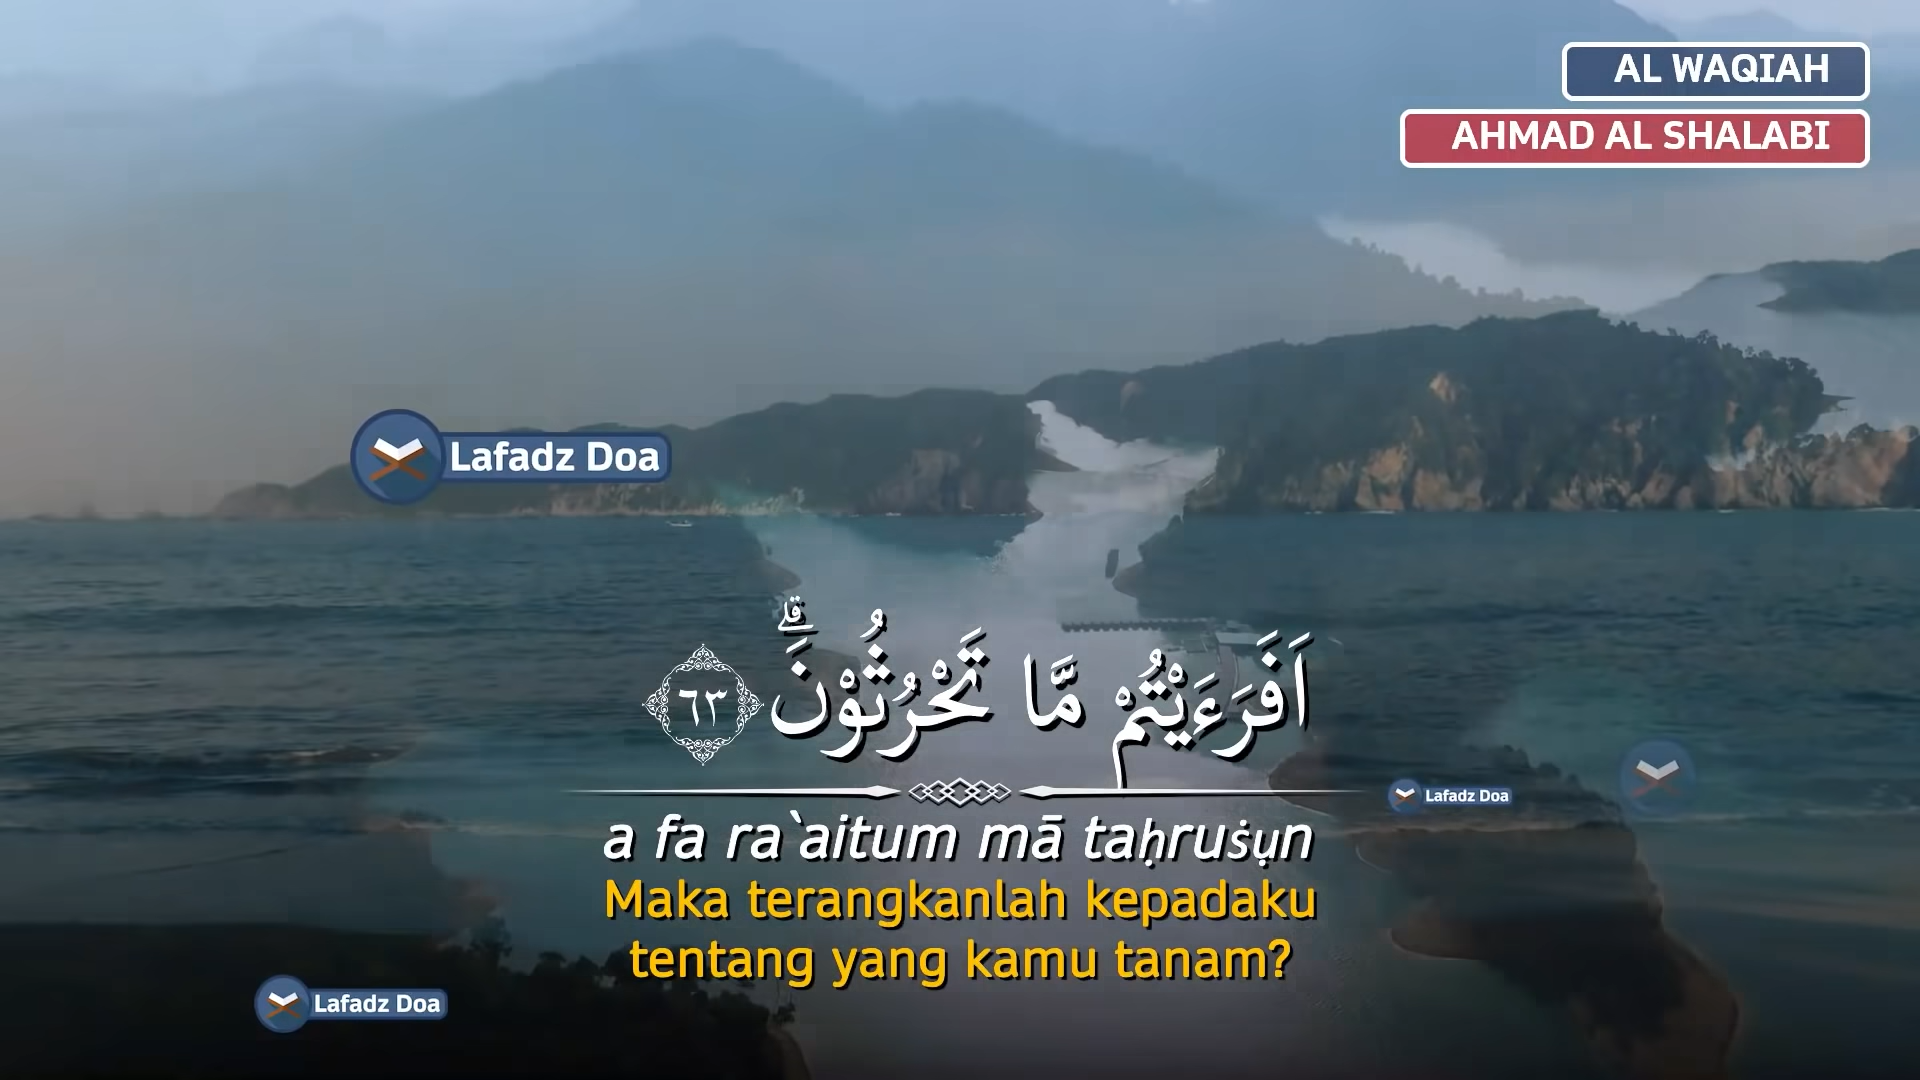 AL WAQIAH
AHMAD AL SHALABI
Lafadz Doa
اَفَرَءَيْتُمْ مَّا تَحْرُثُوْنَۗ ٦٣
Lafadz Doa
a fa ra`aitum mā taḥruṡụn
Maka terangkanlah kepadaku
tentang yang kamu tanam?
Lafadz Doa